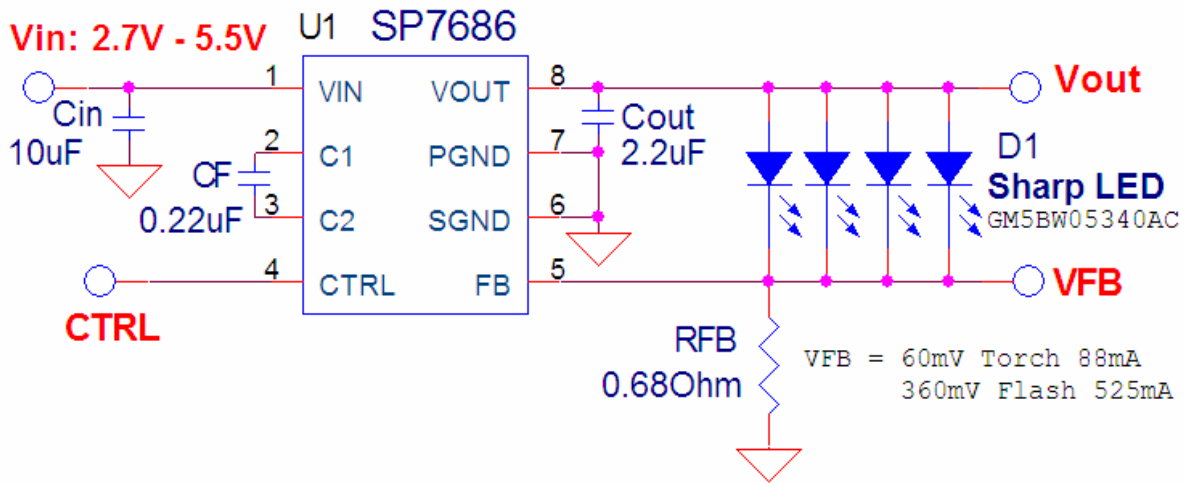 Vin: 2.7V - 5.5V
U1 SP7686
1
VIN
VOUT
8
Vout
Cin
10uF
2
C1
PGND
7
Cout
2.2uF
CF
0.22uF
3
C2
SGND
6
D1
Sharp LED
GM5BW05340AC
4
CTRL
FB
5
CTRL
VFB
RFB
0.68Ohm
VFB = 60mV Torch 88mA
360mV Flash 525mA